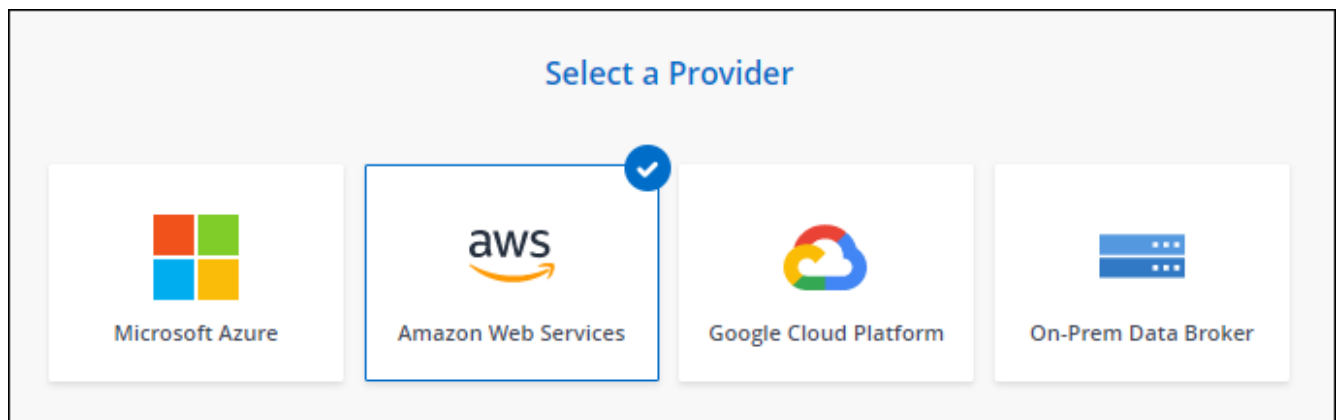 Select a Provider
aws
Microsoft Azure
Amazon Web Services
Google Cloud Platform
On-Prem Data Broker